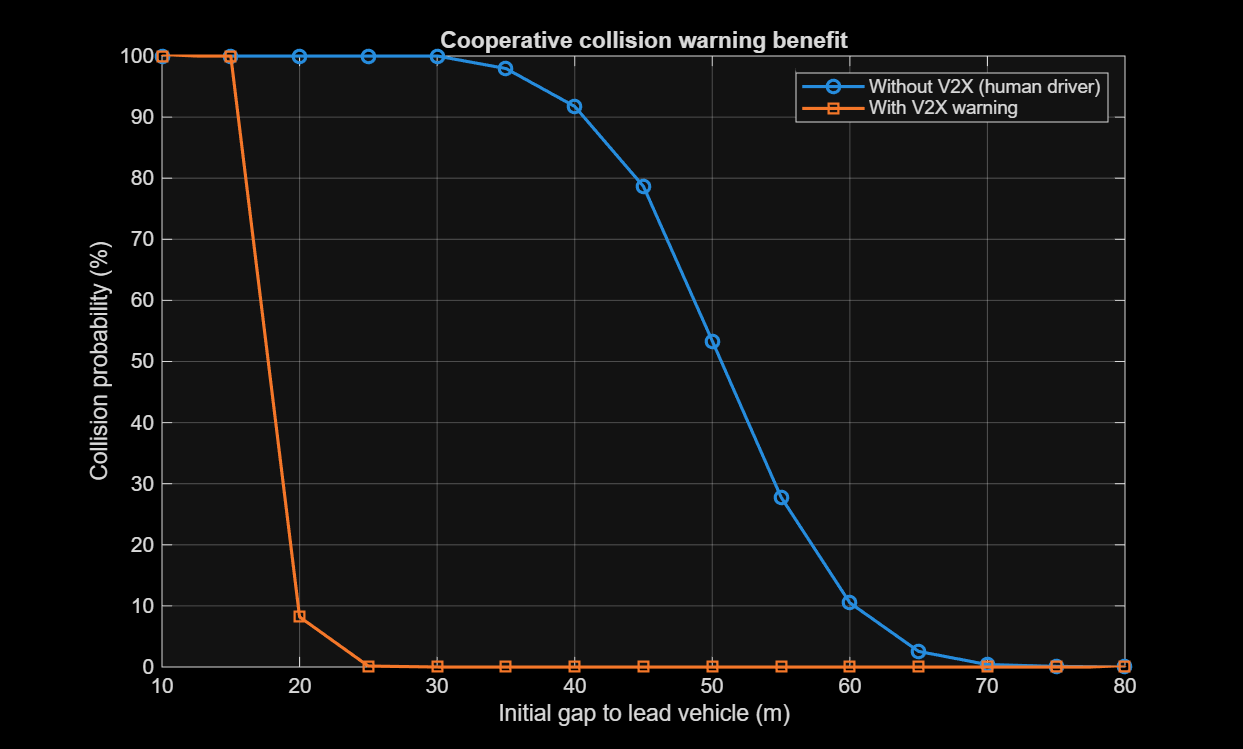 Cooperative collision warning benefit
Without V2X (human driver)
With V2X warning
Collision probability (%)
100
90
80
70
60
50
40
30
20
10
0
10 20 30 40 50 60 70 80
Initial gap to lead vehicle (m)